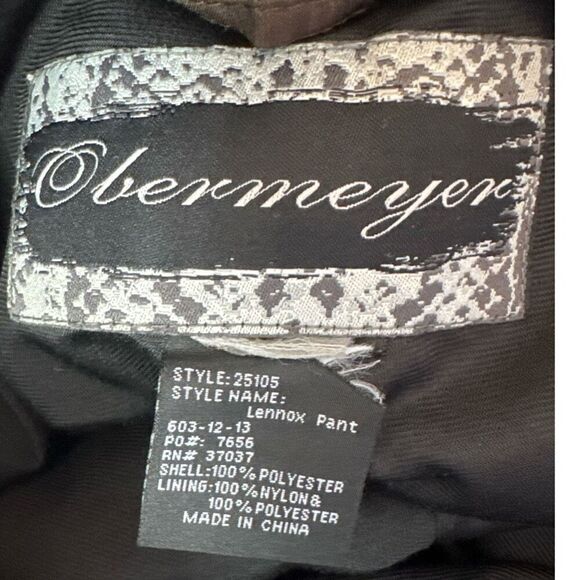 Obermeyer
STYLE: 25105
STYLE NAME:
Lennox Pant
603-12-13
PO#: 7656
RN# 37037
SHELL:100%POLYESTER
LINING:100%NYLON&
100%POLYESTER
MADE IN CHINA